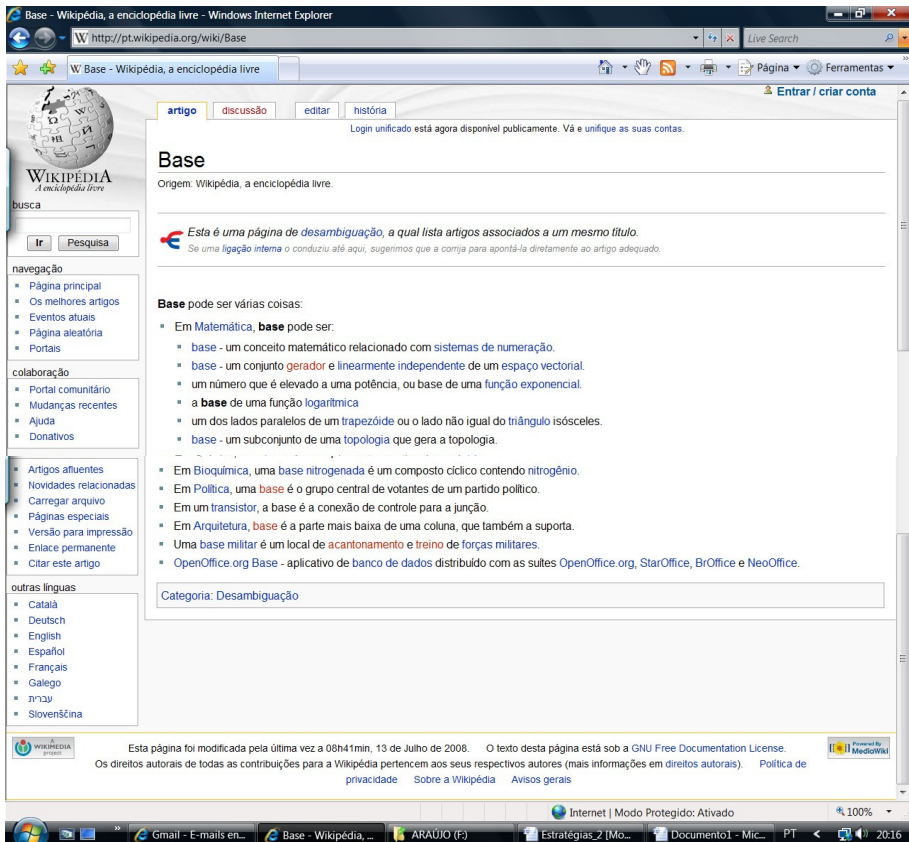 Base - Wikipédia, a enciclopédia livre - Windows Internet Explorer
http://pt.wikipedia.org/wiki/Base
Live Search
Base - Wikipédia, a enciclopédia livre
Página
Ferramentas
Entrar / criar conta
artigo
discussão
editar
história
Login unificado está agora disponível publicamente. Vá e unifique as suas contas.
WIKIPÉDIA
A enciclopédia livre
busca
Ir
Pesquisa
navegação
Página principal
Os melhores artigos
Eventos atuais
Página aleatória
Portais
colaboração
Portal comunitário
Mudanças recentes
Ajuda
Donativos
Artigos afluentes
Novidades relacionadas
Carregar arquivo
Páginas especiais
Versão para impressão
Enlace permanente
Citar este artigo
outras línguas
Català
Deutsch
English
Español
Français
Galego
עברית
Slovenščina
Base
Origem: Wikipédia, a enciclopédia livre.
Esta é uma página de desambiguação, a qual lista artigos associados a um mesmo título.
Se uma ligação interna o conduziu até aqui, sugerimos que a corrija para apontá-la diretamente ao artigo adequado.
Base pode ser várias coisas:
Em Matemática, base pode ser:
base - um conceito matemático relacionado com sistemas de numeração.
base - um conjunto gerador e linearmente independente de um espaço vectorial.
um número que é elevado a uma potência, ou base de uma função exponencial.
a base de uma função logarítmica
um dos lados paralelos de um trapezóide ou o lado não igual do triângulo isósceles.
base - um subconjunto de uma topologia que gera a topologia.
Em Bioquímica, uma base nitrogenada é um composto cíclico contendo nitrogênio.
Em Política, uma base é o grupo central de votantes de um partido político.
Em um transistor, a base é a conexão de controle para a junção.
Em Arquitetura, base é a parte mais baixa de uma coluna, que também a suporta.
Uma base militar é um local de acantonamento e treino de forças militares.
OpenOffice.org Base - aplicativo de banco de dados distribuído com as suítes OpenOffice.org, StarOffice, BrOffice e NeoOffice.
Categoria: Desambiguação
A WIKIMEDIA project
Esta página foi modificada pela última vez a 08h41min, 13 de Julho de 2008. O texto desta página está sob a GNU Free Documentation License.
Os direitos autorais de todas as contribuições para a Wikipédia pertencem aos seus respectivos autores (mais informações em direitos autorais). Política de
privacidade Sobre a Wikipédia Avisos gerais
Powered By MediaWiki
Internet | Modo Protegido: Ativado
100%
Gmail - E-mails en...
Base - Wikipédia, ...
ARAÚJO (F:)
Estratégias_2 [Mo...
Documento1 - Mic...
PT
20:16